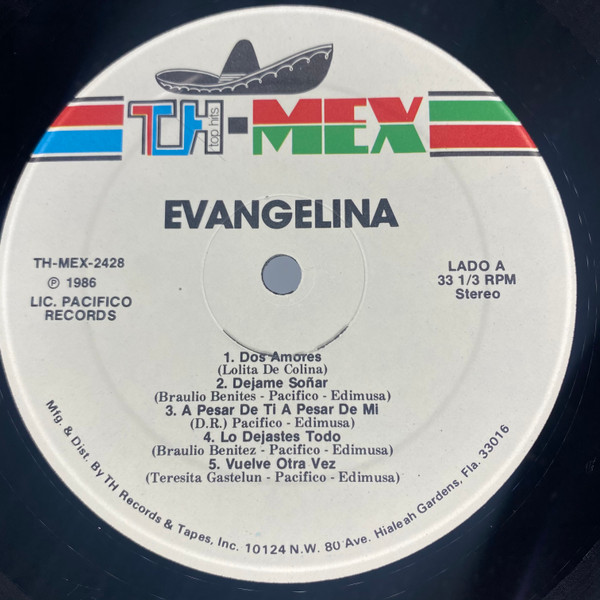 TH-MEX
top hits
EVANGELINA
TH-MEX-2428
℗ 1986
LIC. PACIFICO
RECORDS
LADO A
33 1/3 RPM
Stereo
1. Dos Amores
(Lolita De Colina)
2. Dejame Soñar
(Braulio Benites - Pacifico - Edimusa)
3. A Pesar De Ti A Pesar De Mi
(D.R.) Pacifico - Edimusa)
4. Lo Dejastes Todo
(Braulio Benitez - Pacifico - Edimusa)
5. Vuelve Otra Vez
(Teresita Gastelun - Pacifico - Edimusa)
Mfg. & Dist. By TH Records & Tapes, Inc. 10124 N.W. 80 Ave. Hialeah Gardens, Fla. 33016